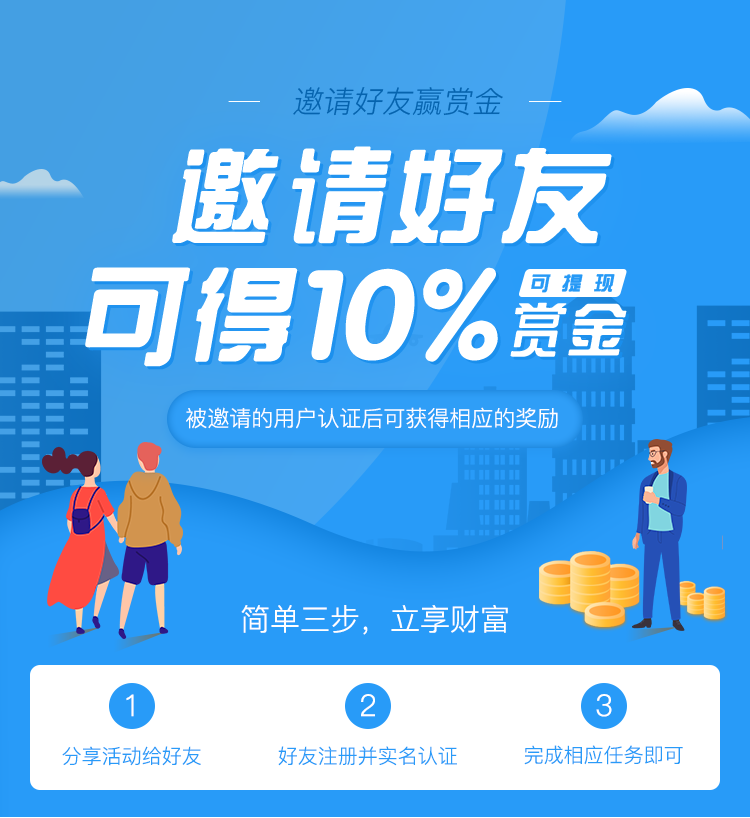 邀请好友赢赏金
邀请好友
可得10%可提现赏金
被邀请的用户认证后可获得相应的奖励
简单三步，立享财富
1
2
3
分享活动给好友
好友注册并实名认证
完成相应任务即可